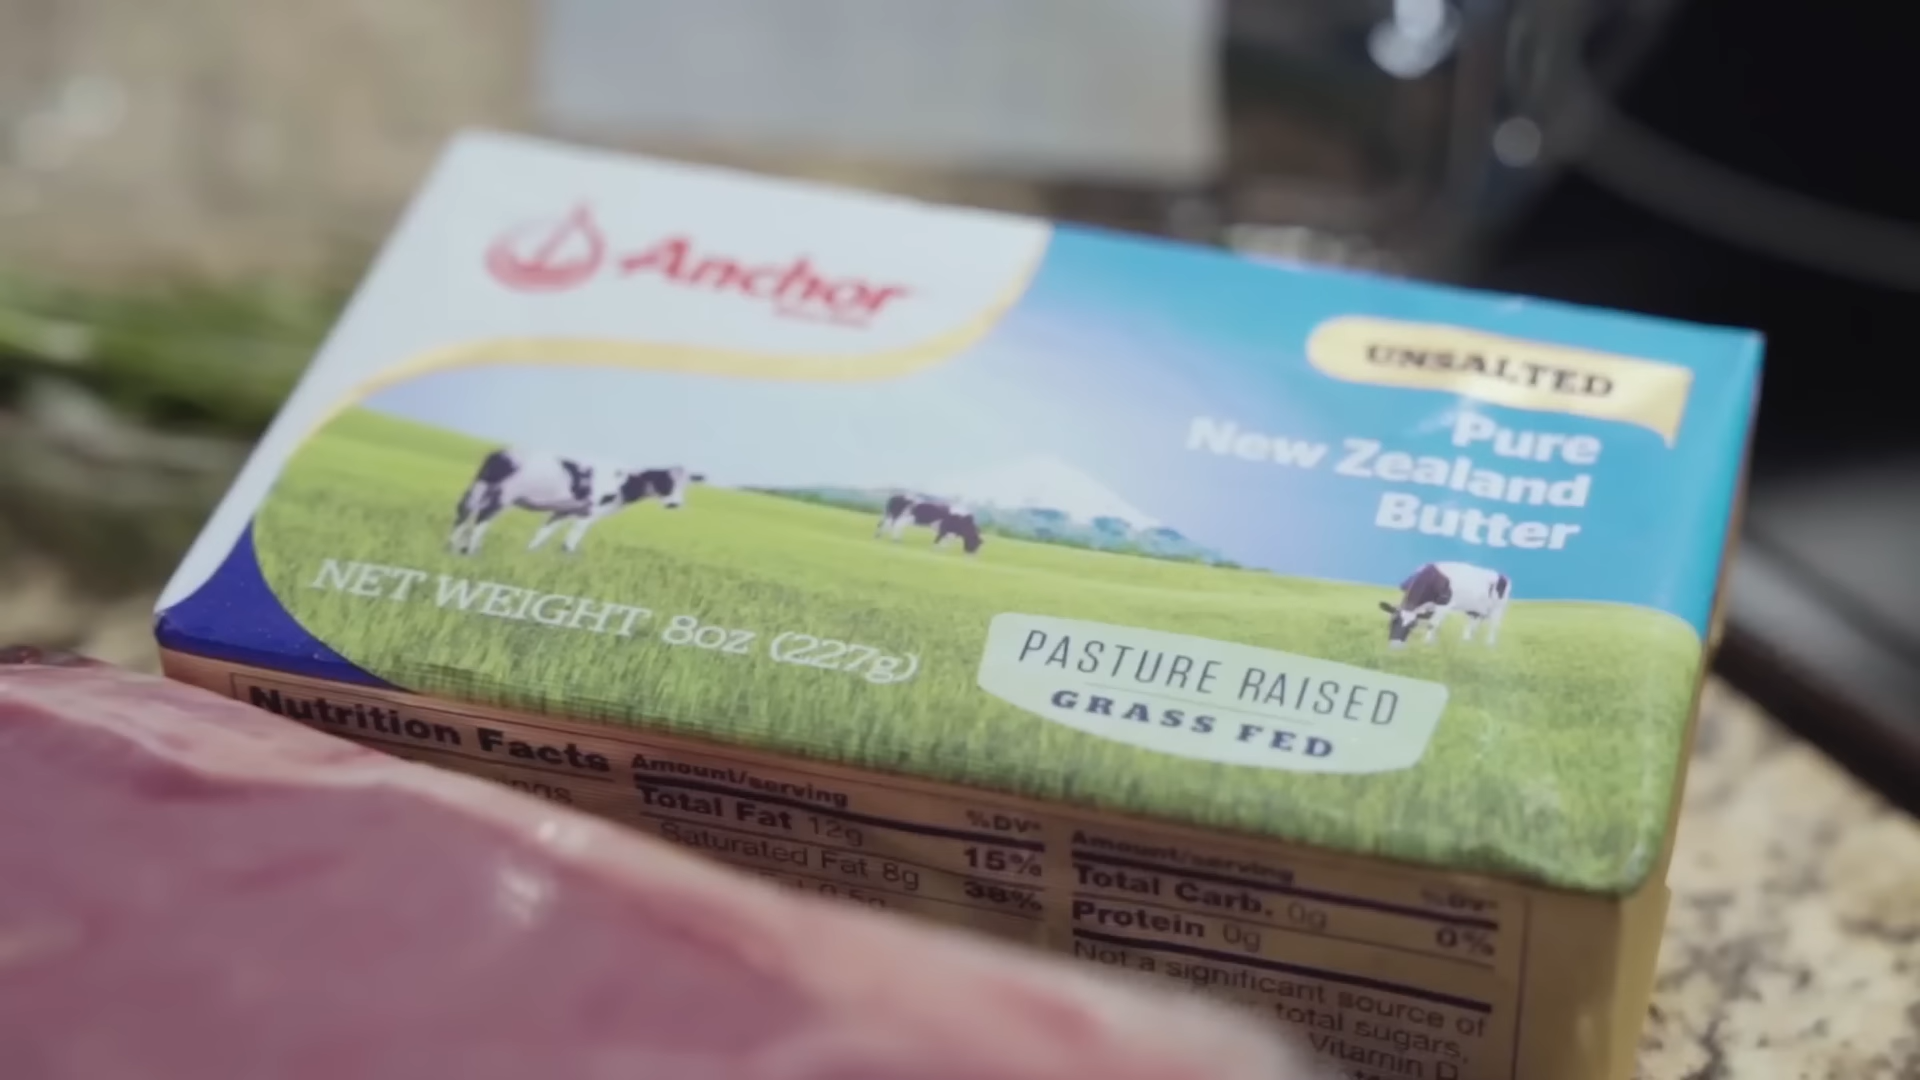 Anchor
UNSALTED
Pure
New Zealand
Butter
NET WEIGHT 8oz (227g)
PASTURE RAISED
GRASS FED
Nutrition Facts
Amount/serving
%DV*
Total Fat 12g
15%
Saturated Fat 8g
38%
0.5g
Amount/serving
%DV*
Total Carb. 0g
0%
Protein 0g
Not a significant source of
total sugars,
Vitamin D